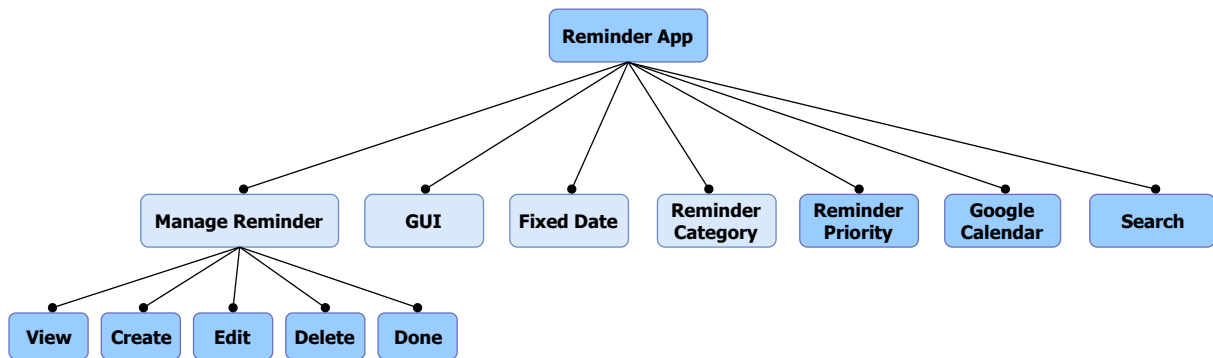 Reminder App
Manage Reminder
GUI
Fixed Date
Reminder
Category
Reminder
Priority
Google
Calendar
Search
View
Create
Edit
Delete
Done